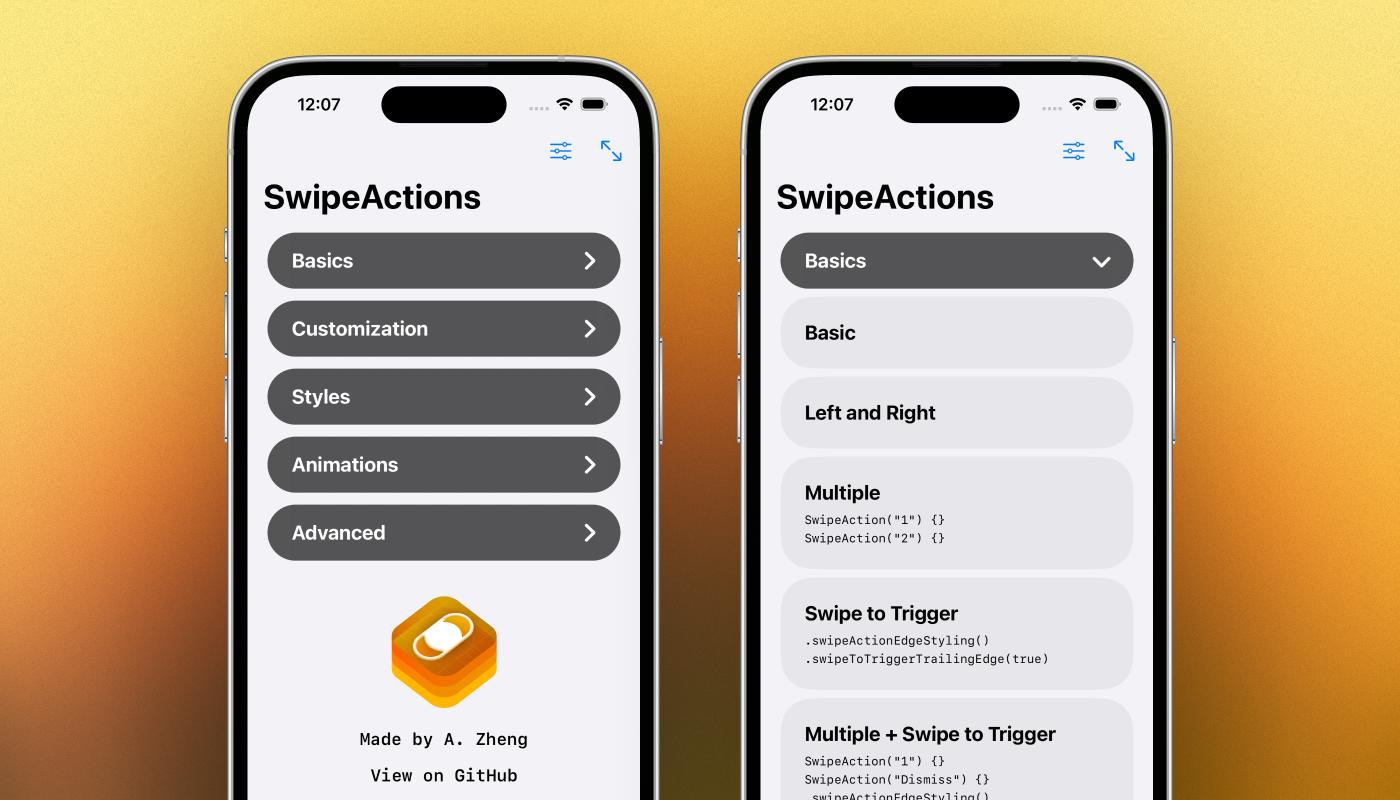 12:07
SwipeActions
Basics
Customization
Styles
Animations
Advanced
Made by A. Zheng
View on GitHub
12:07
SwipeActions
Basics
Basic
Left and Right
Multiple
SwipeAction("1") {}
SwipeAction("2") {}
Swipe to Trigger
.swipeActionEdgeStyling()
.swipeToTriggerTrailingEdge(true)
Multiple + Swipe to Trigger
SwipeAction("1") {}
SwipeAction("Dismiss") {}
.swipeActionEdgeStyling()